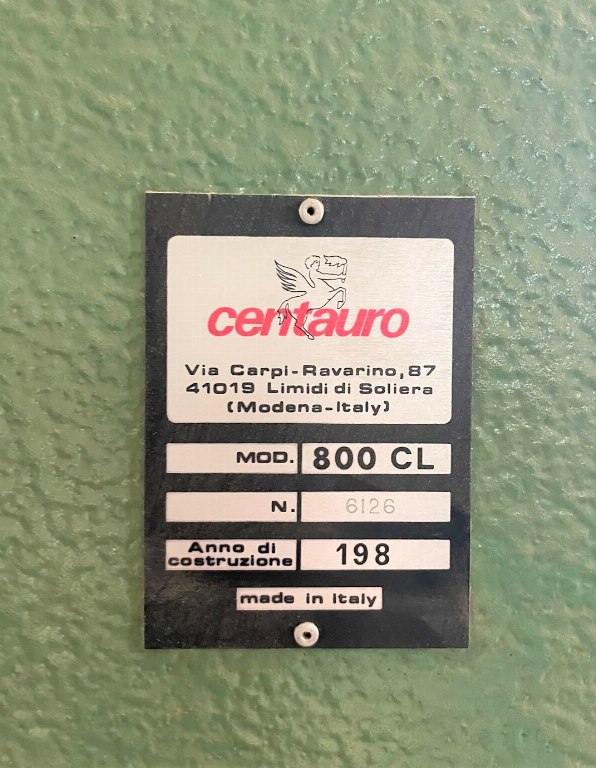 centauro
Via Carpi-Ravarino, 87
41019 Limidi di Soliera
(Modena-Italy)
MOD. 800 CL
N. 6126
Anno di
costruzione 198
made in italy